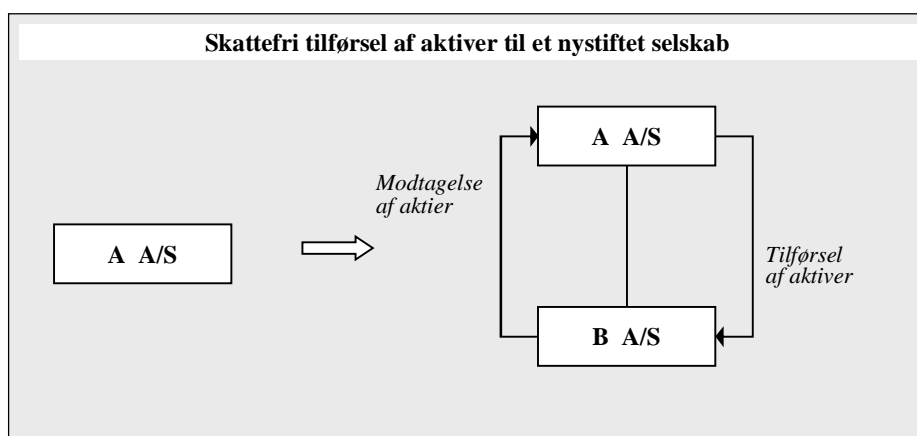 Skattefri tilførsel af aktiver til et nystiftet selskab
A A/S
Modtagelse
af aktier
A A/S
Tilførsel
af aktiver
B A/S